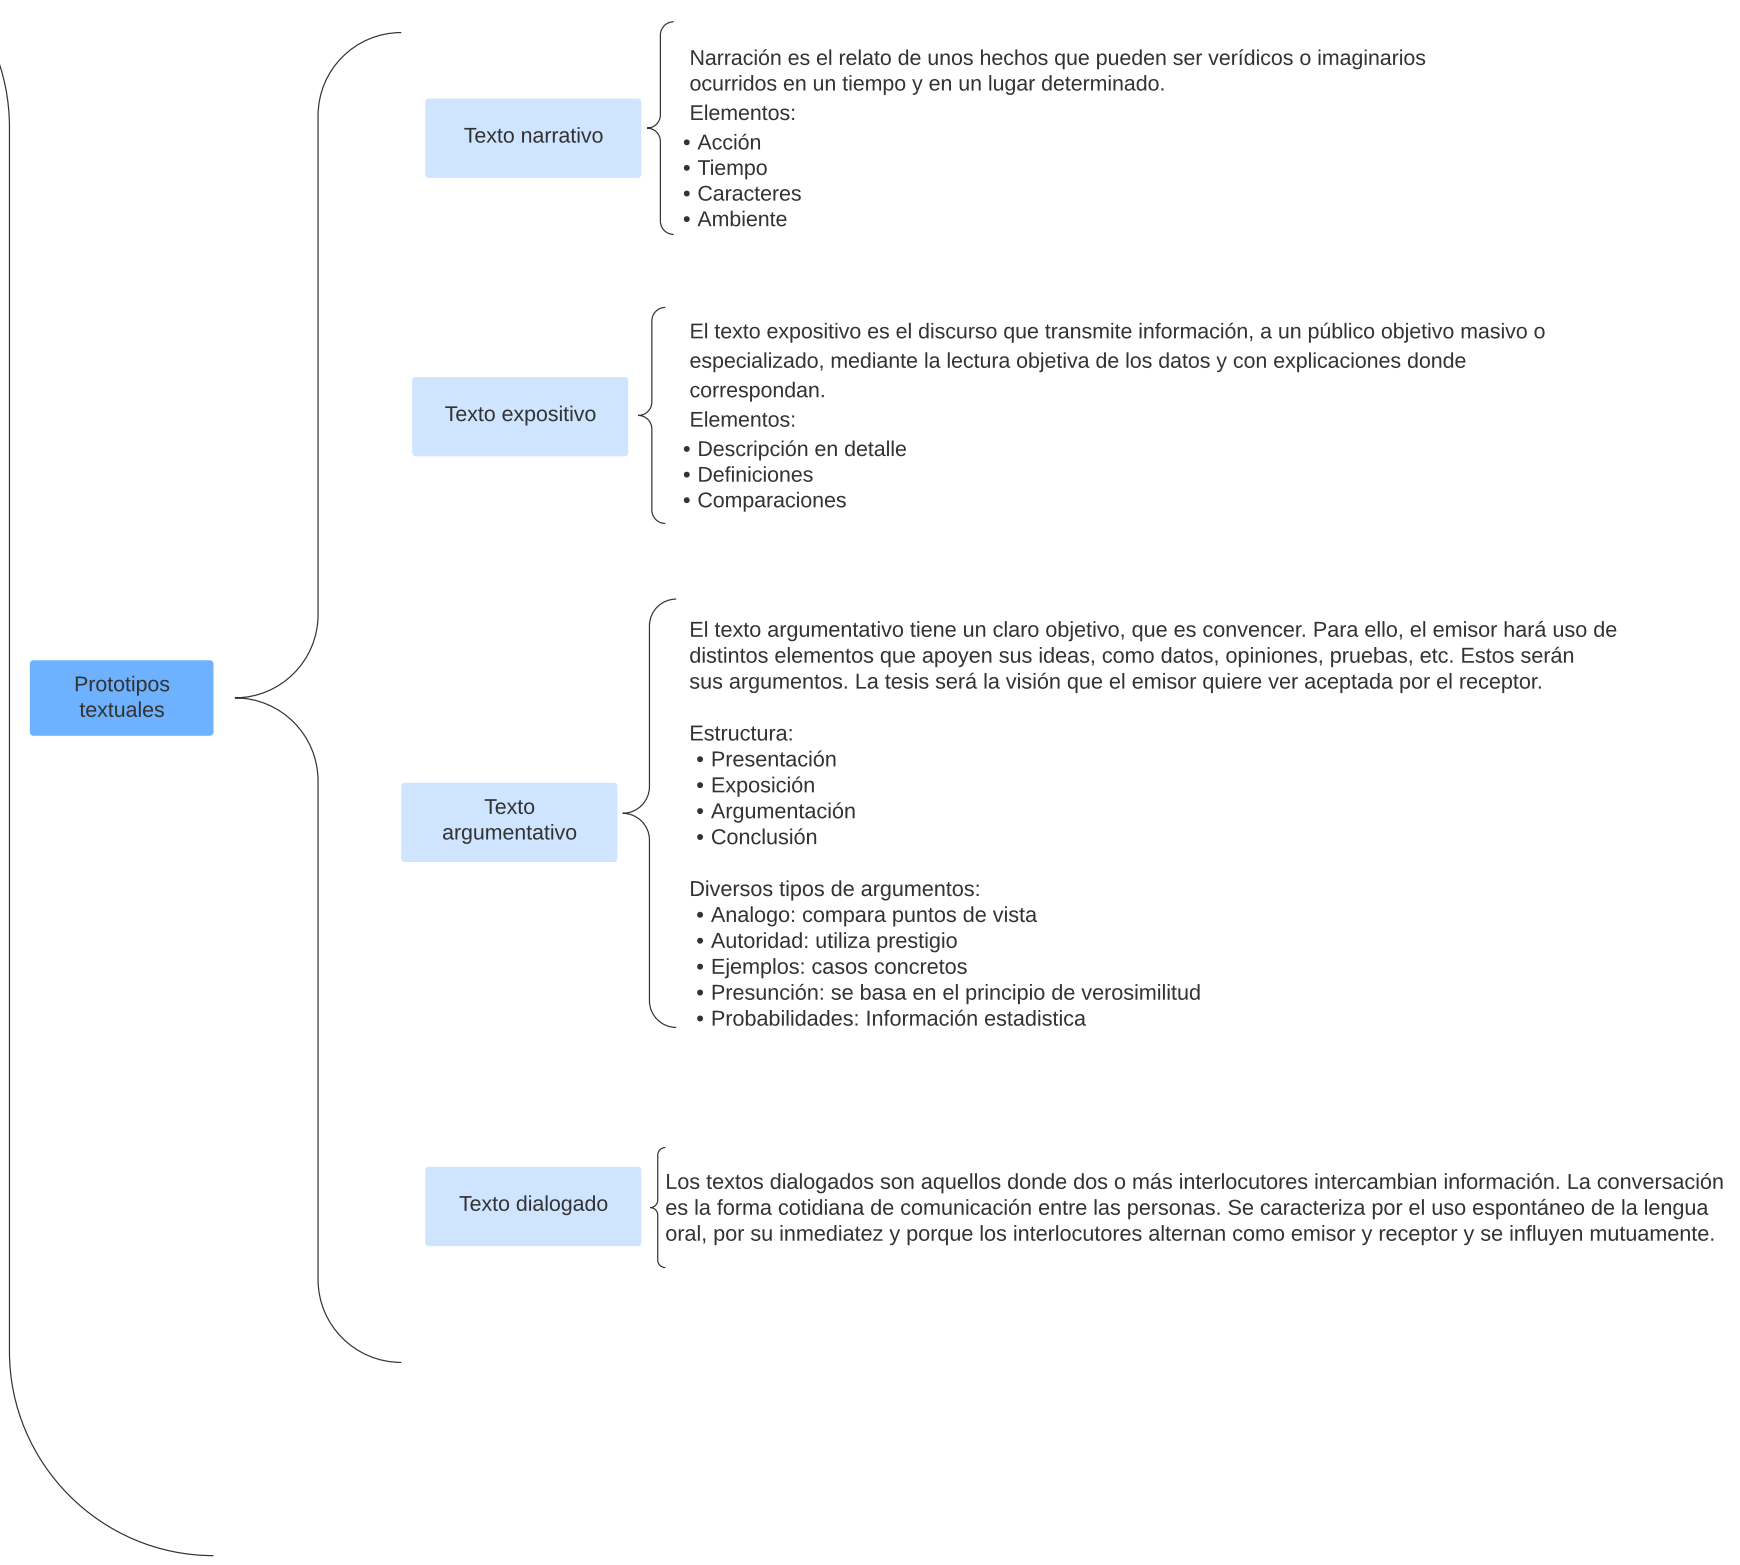 Prototipos
textuales
Texto narrativo
Narración es el relato de unos hechos que pueden ser verídicos o imaginarios
ocurridos en un tiempo y en un lugar determinado.
Elementos:
• Acción
• Tiempo
• Caracteres
• Ambiente
Texto expositivo
El texto expositivo es el discurso que transmite información, a un público objetivo masivo o
especializado, mediante la lectura objetiva de los datos y con explicaciones donde
correspondan.
Elementos:
• Descripción en detalle
• Definiciones
• Comparaciones
Texto
argumentativo
El texto argumentativo tiene un claro objetivo, que es convencer. Para ello, el emisor hará uso de
distintos elementos que apoyen sus ideas, como datos, opiniones, pruebas, etc. Estos serán
sus argumentos. La tesis será la visión que el emisor quiere ver aceptada por el receptor.
Estructura:
• Presentación
• Exposición
• Argumentación
• Conclusión
Diversos tipos de argumentos:
• Analogo: compara puntos de vista
• Autoridad: utiliza prestigio
• Ejemplos: casos concretos
• Presunción: se basa en el principio de verosimilitud
• Probabilidades: Información estadistica
Texto dialogado
Los textos dialogados son aquellos donde dos o más interlocutores intercambian información. La conversación
es la forma cotidiana de comunicación entre las personas. Se caracteriza por el uso espontáneo de la lengua
oral, por su inmediatez y porque los interlocutores alternan como emisor y receptor y se influyen mutuamente.